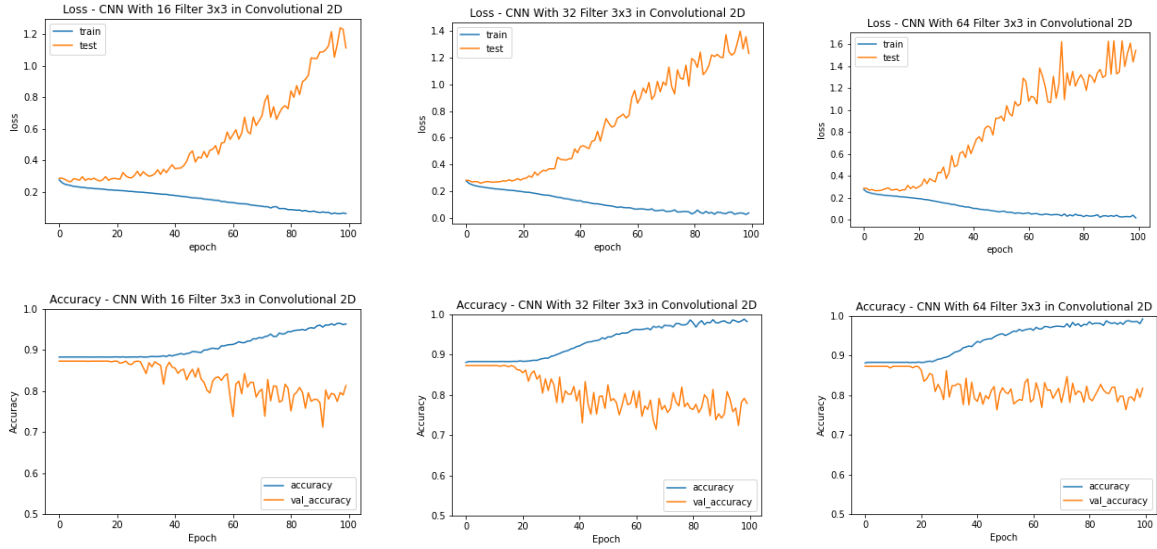 Loss - CNN With 16 Filter 3x3 in Convolutional 2D
train
test
loss
1.2
1.0
0.8
0.6
0.4
0.2
0 20 40 60 80 100
epoch
Loss - CNN With 32 Filter 3x3 in Convolutional 2D
train
test
loss
1.4
1.2
1.0
0.8
0.6
0.4
0.2
0.0
0 20 40 60 80 100
epoch
Loss - CNN With 64 Filter 3x3 in Convolutional 2D
train
test
loss
1.6
1.4
1.2
1.0
0.8
0.6
0.4
0.2
0.0
0 20 40 60 80 100
epoch
Accuracy - CNN With 16 Filter 3x3 in Convolutional 2D
Accuracy
1.0
0.9
0.8
0.7
0.6
0.5
accuracy
val_accuracy
0 20 40 60 80 100
Epoch
Accuracy - CNN With 32 Filter 3x3 in Convolutional 2D
Accuracy
1.0
0.9
0.8
0.7
0.6
0.5
accuracy
val_accuracy
0 20 40 60 80 100
Epoch
Accuracy - CNN With 64 Filter 3x3 in Convolutional 2D
Accuracy
1.0
0.9
0.8
0.7
0.6
0.5
accuracy
val_accuracy
0 20 40 60 80 100
Epoch